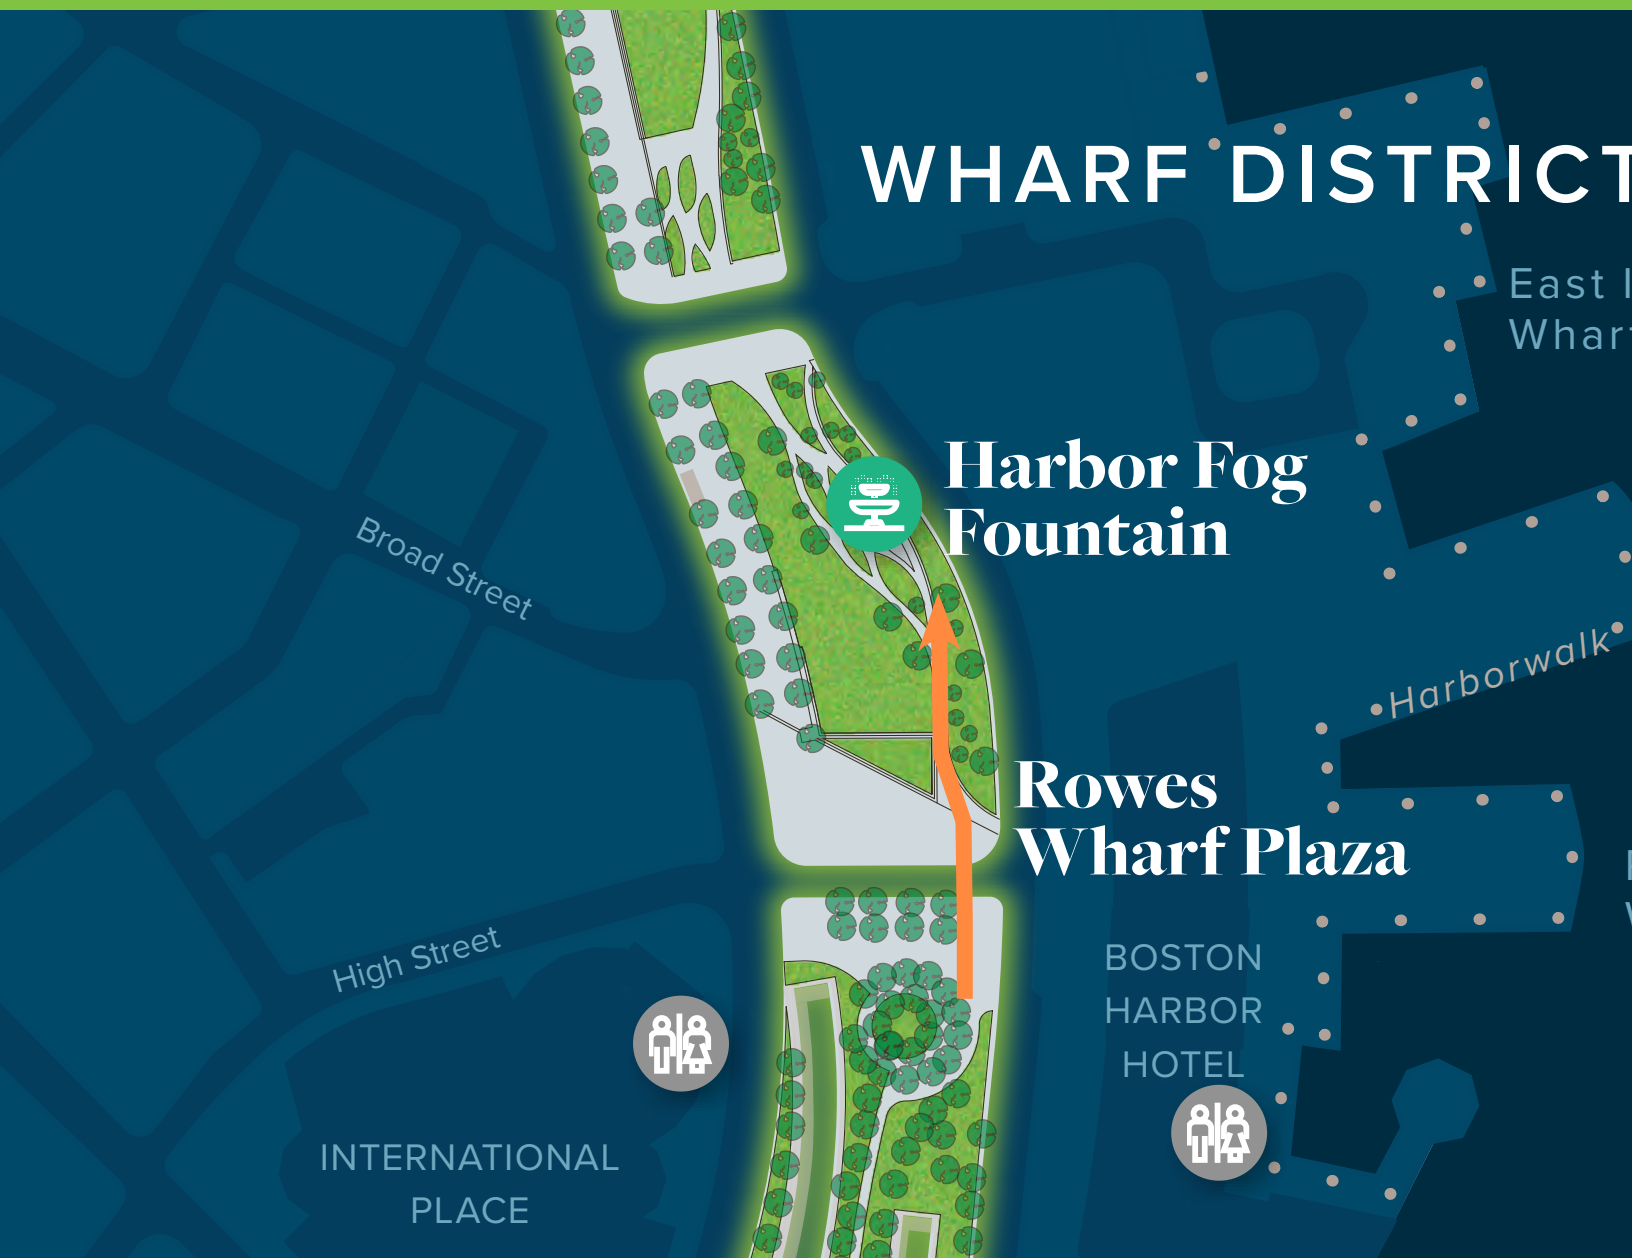 WHARF DISTRICT
East I
Wharf
Harbor Fog
Fountain
Broad Street
Harborwalk
Rowes
Wharf Plaza
High Street
BOSTON
HARBOR
HOTEL
INTERNATIONAL
PLACE